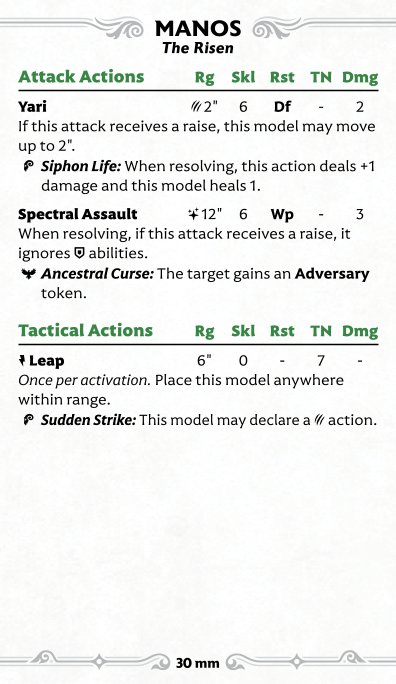 MANOS
The Risen
Attack Actions Rg Skl Rst TN Dmg
Yari 2" 6 Df - 2
If this attack receives a raise, this model may move
up to 2".
Siphon Life: When resolving, this action deals +1
damage and this model heals 1.
Spectral Assault 12" 6 Wp - 3
When resolving, if this attack receives a raise, it
ignores abilities.
Ancestral Curse: The target gains an Adversary
token.
Tactical Actions Rg Skl Rst TN Dmg
Leap 6" 0 - 7 -
Once per activation. Place this model anywhere
within range.
Sudden Strike: This model may declare a action.
30 mm